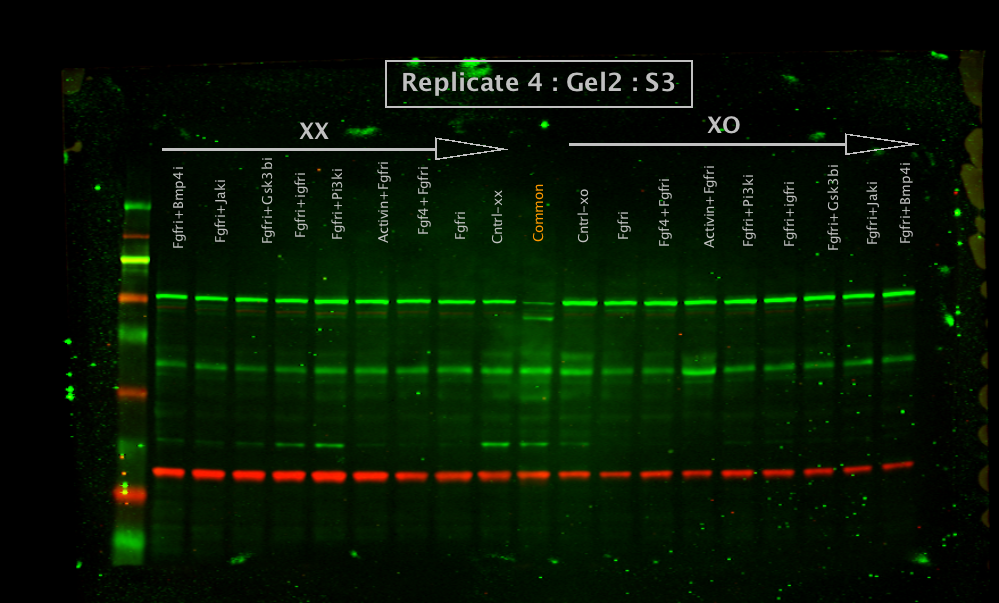 Replicate 4 : Gel2 : S3
XX
XO
Fgfri+Bmp4i
Fgfri+Jaki
Fgfri+Gsk3bi
Fgfri+igfri
Fgfri+Pi3ki
Activin+Fgfri
Fgf4+Fgfri
Fgfri
Cntrl-xx
Common
Cntrl-xo
Fgfri
Fgf4+Fgfri
Activin+Fgfri
Fgfri+Pi3ki
Fgfri+igfri
Fgfri+Gsk3bi
Fgfri+Jaki
Fgfri+Bmp4i